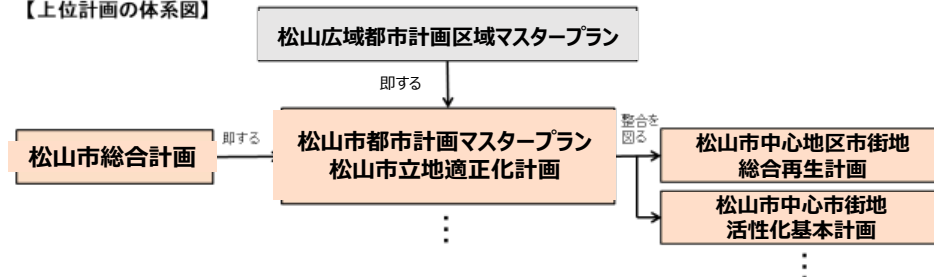 【上位計画の体系図】
松山広域都市計画区域マスタープラン
即する
松山市総合計画
即する
松山市都市計画マスタープラン
松山市立地適正化計画
整合を
図る
松山市中心地区市街地
総合再生計画
松山市中心市街地
活性化基本計画